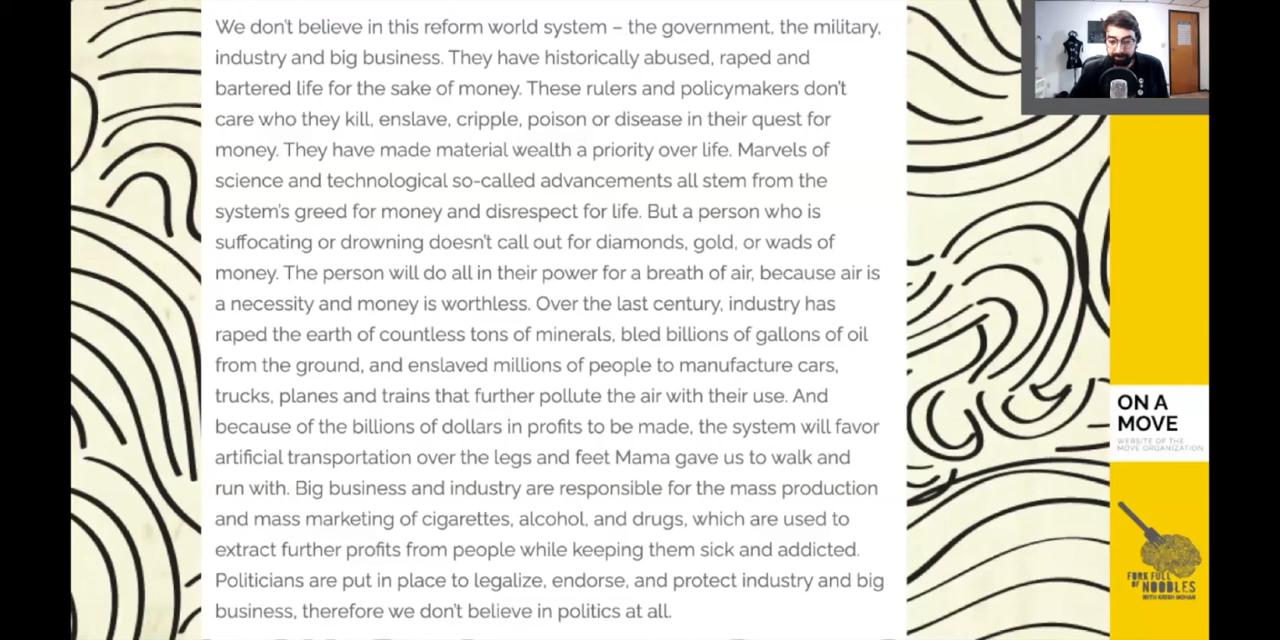 We don't believe in this reform world system – the government, the military,
industry and big business. They have historically abused, raped and
bartered life for the sake of money. These rulers and policymakers don't
care who they kill, enslave, cripple, poison or disease in their quest for
money. They have made material wealth a priority over life. Marvels of
science and technological so-called advancements all stem from the
system's greed for money and disrespect for life. But a person who is
suffocating or drowning doesn't call out for diamonds, gold, or wads of
money. The person will do all in their power for a breath of air, because air is
a necessity and money is worthless. Over the last century, industry has
raped the earth of countless tons of minerals, bled billions of gallons of oil
from the ground, and enslaved millions of people to manufacture cars,
trucks, planes and trains that further pollute the air with their use. And
because of the billions of dollars in profits to be made, the system will favor
artificial transportation over the legs and feet Mama gave us to walk and
run with. Big business and industry are responsible for the mass production
and mass marketing of cigarettes, alcohol, and drugs, which are used to
extract further profits from people while keeping them sick and addicted.
Politicians are put in place to legalize, endorse, and protect industry and big
business, therefore we don't believe in politics at all.
ON A
MOVE
WEBSITE OF THE
MOVE ORGANIZATION
FORK FULL
OF NOODLES
WITH KRISH MOHAN